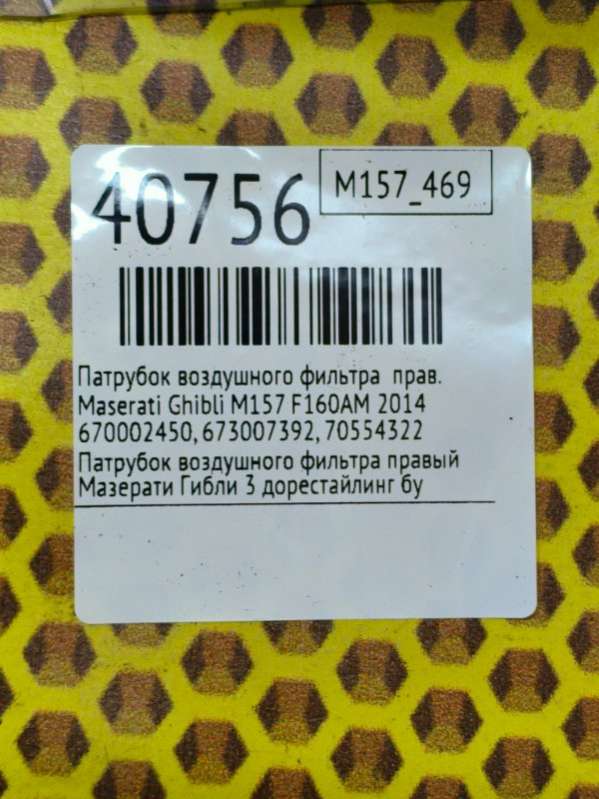 40756
M157_469
Патрубок воздушного фильтра прав.
Maserati Ghibli M157 F160AM 2014
670002450, 673007392, 70554322
Патрубок воздушного фильтра правый
Мазерати Гибли 3 дорестайлинг бу